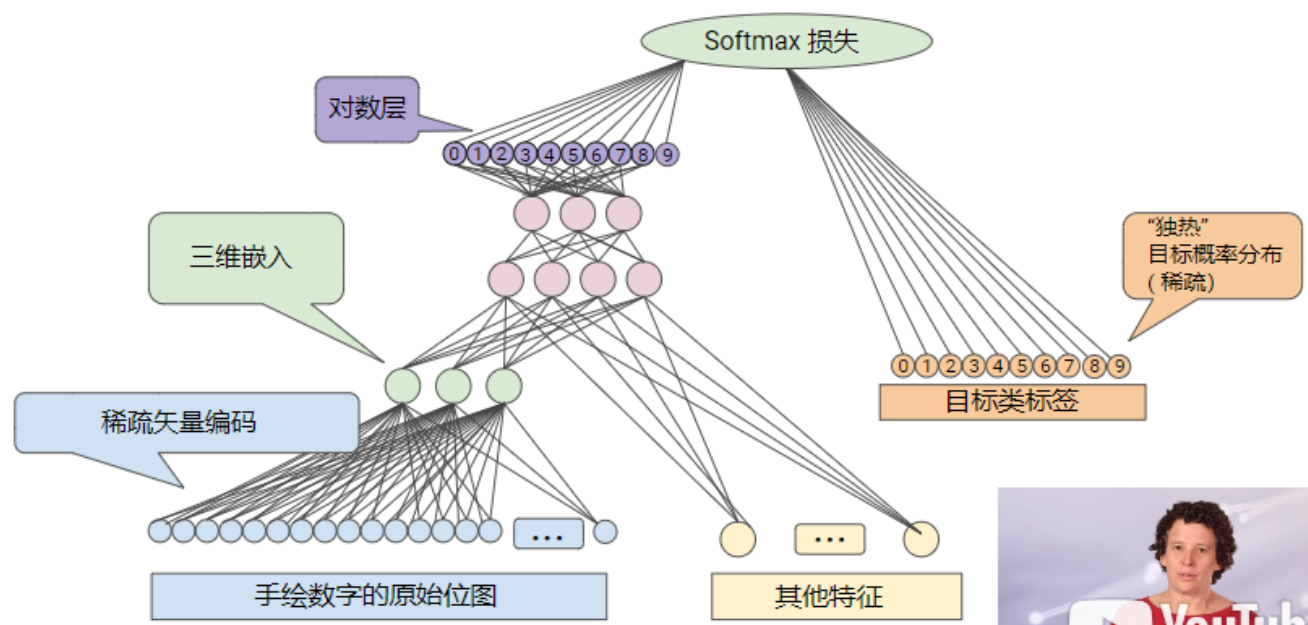 Softmax 损失
对数层
0 1 2 3 4 5 6 7 8 9
三维嵌入
“独热”
目标概率分布
( 稀疏)
0 1 2 3 4 5 6 7 8 9
目标类标签
稀疏矢量编码
...
...
手绘数字的原始位图
其他特征
YouTub